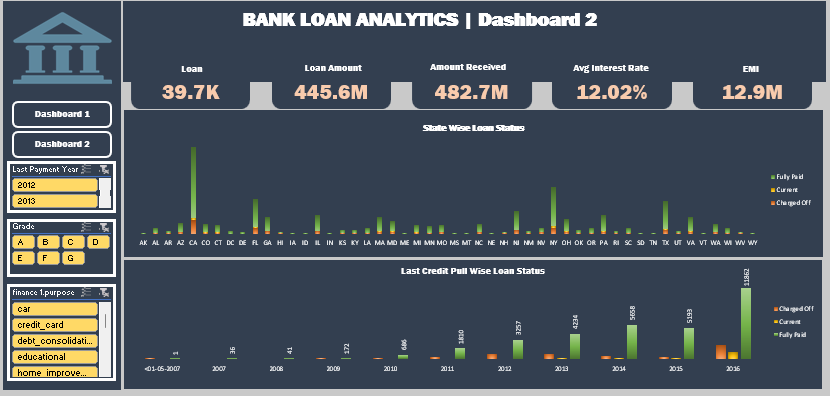 BANK LOAN ANALYTICS | Dashboard 2
Loan
39.7K
Loan Amount
445.6M
Amount Received
482.7M
Avg Interest Rate
12.02%
EMI
12.9M
Dashboard 1
Dashboard 2
Last Payment Year
2012
2013
Grade
A B C D
E F G
finance 1.purpose
car
credit_card
debt_consolidati...
educational
home_improve...
State Wise Loan Status
Fully Paid
Current
Charged Off
AK AL AR AZ CA CO CT DC DE FL GA HI IA ID IL IN KS KY LA MA MD ME MI MN MO MS MT NC NE NH NJ NM NV NY OH OK OR PA RI SC SD TN TX UT VA VT WA WI WV WY
Last Credit Pull Wise Loan Status
1 36 41 172 686 1810 3257 4234 5658 5193 11862
Charged Off
Current
Fully Paid
<01-05-2007 2007 2008 2009 2010 2011 2012 2013 2014 2015 2016